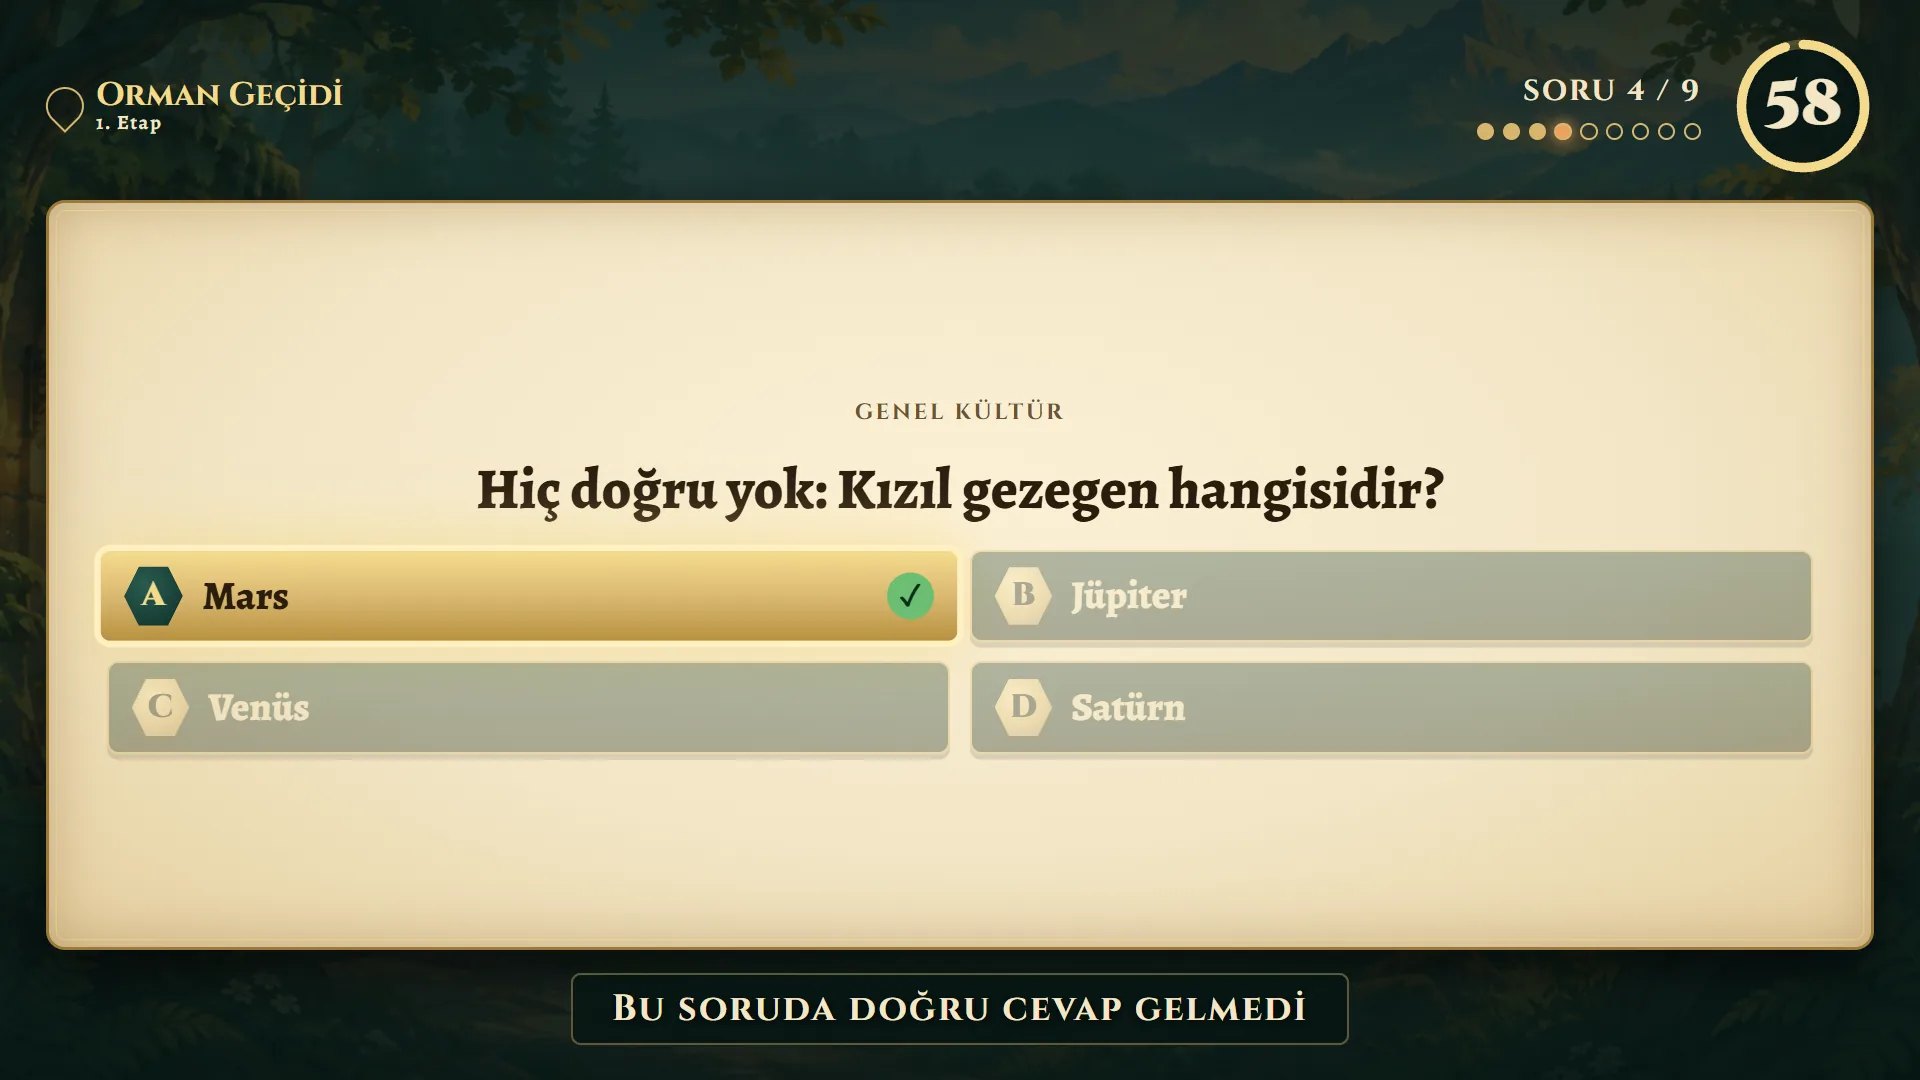 Orman Geçidi
1. Etap
SORU 4 / 9
58
GENEL KÜLTÜR
Hiç doğru yok: Kızıl gezegen hangisidir?
A Mars ✓
B Jüpiter
C Venüs
D Satürn
Bu soruda doğru cevap gelmedi